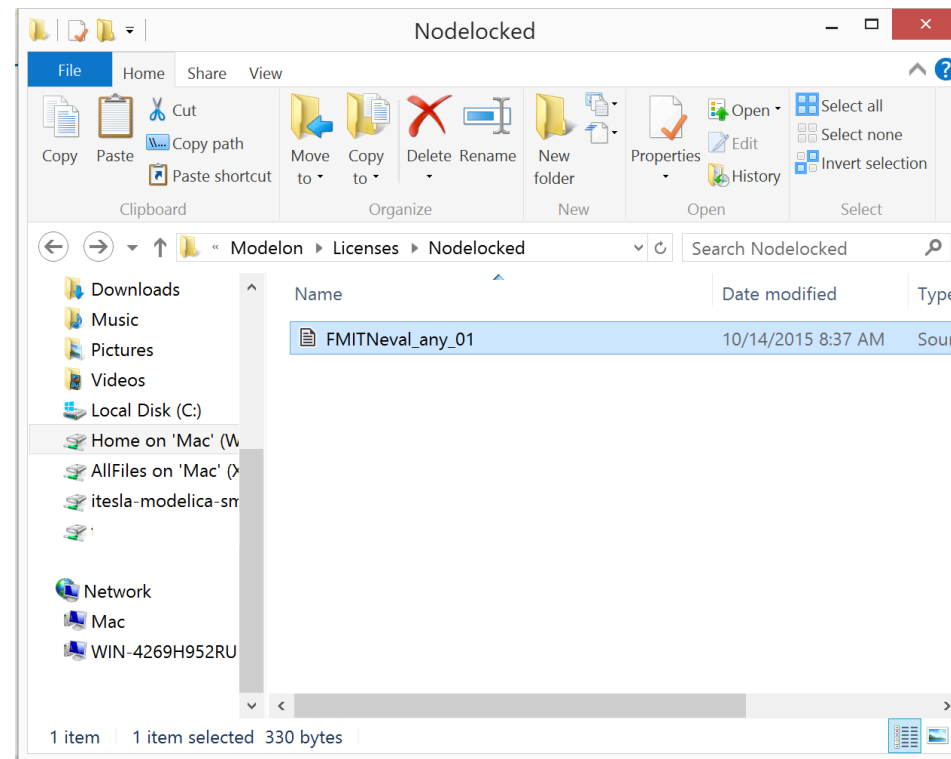 Nodelocked
File Home Share View
Copy
Paste
Cut
Copy path
Paste shortcut
Clipboard
Move to
Copy to
Delete
Rename
Organize
New folder
New
Properties
Open
Edit
History
Open
Select all
Select none
Invert selection
Select
« Modelon Licenses Nodelocked
Search Nodelocked
Downloads
Music
Pictures
Videos
Local Disk (C:)
Home on 'Mac' (W
AllFiles on 'Mac' (X
itesla-modelica-sm
Network
Mac
WIN-4269H952RU
Name Date modified Type
FMITNeval_any_01 10/14/2015 8:37 AM Sour
1 item 1 item selected 330 bytes